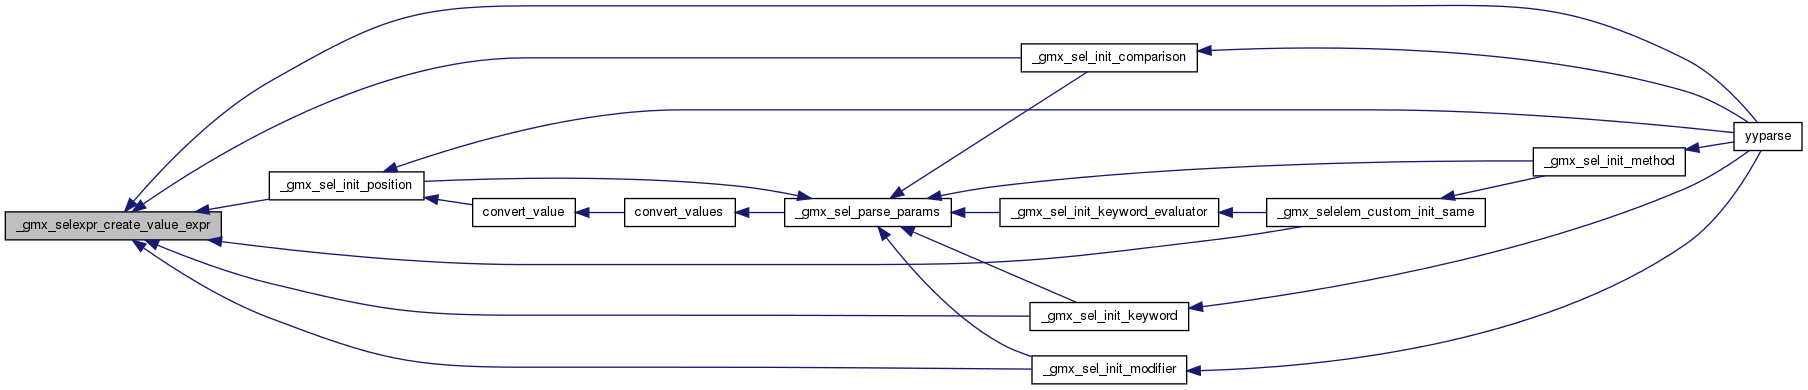 _gmx_sel_init_comparison
yyparse
_gmx_sel_init_method
_gmx_sel_init_position
convert_value
convert_values
_gmx_sel_parse_params
_gmx_sel_init_keyword_evaluator
_gmx_selelem_custom_init_same
_gmx_selexpr_create_value_expr
_gmx_sel_init_keyword
_gmx_sel_init_modifier